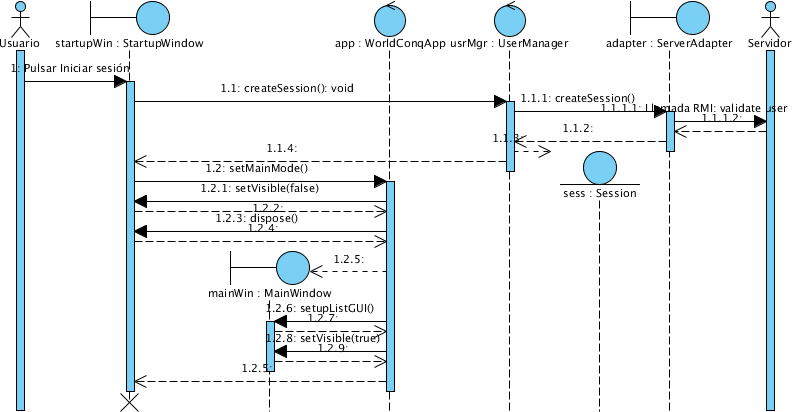 Usuario
startupWin : StartupWindow
app : WorldConqApp
usrMgr : UserManager
adapter : ServerAdapter
Servidor
1: Pulsar Iniciar sesión
1.1: createSession(): void
1.1.1: createSession()
1.1.1.1: Llamada RMI: validate user
1.1.1.2:
1.1.2:
1.1.3:
1.1.4:
1.2: setMainMode()
1.2.1: setVisible(false)
sess : Session
1.2.2:
1.2.3: dispose()
1.2.4:
1.2.5:
mainWin : MainWindow
1.2.6: setupListGUI()
1.2.7:
1.2.8: setVisible(true)
1.2.9:
1.2.5: